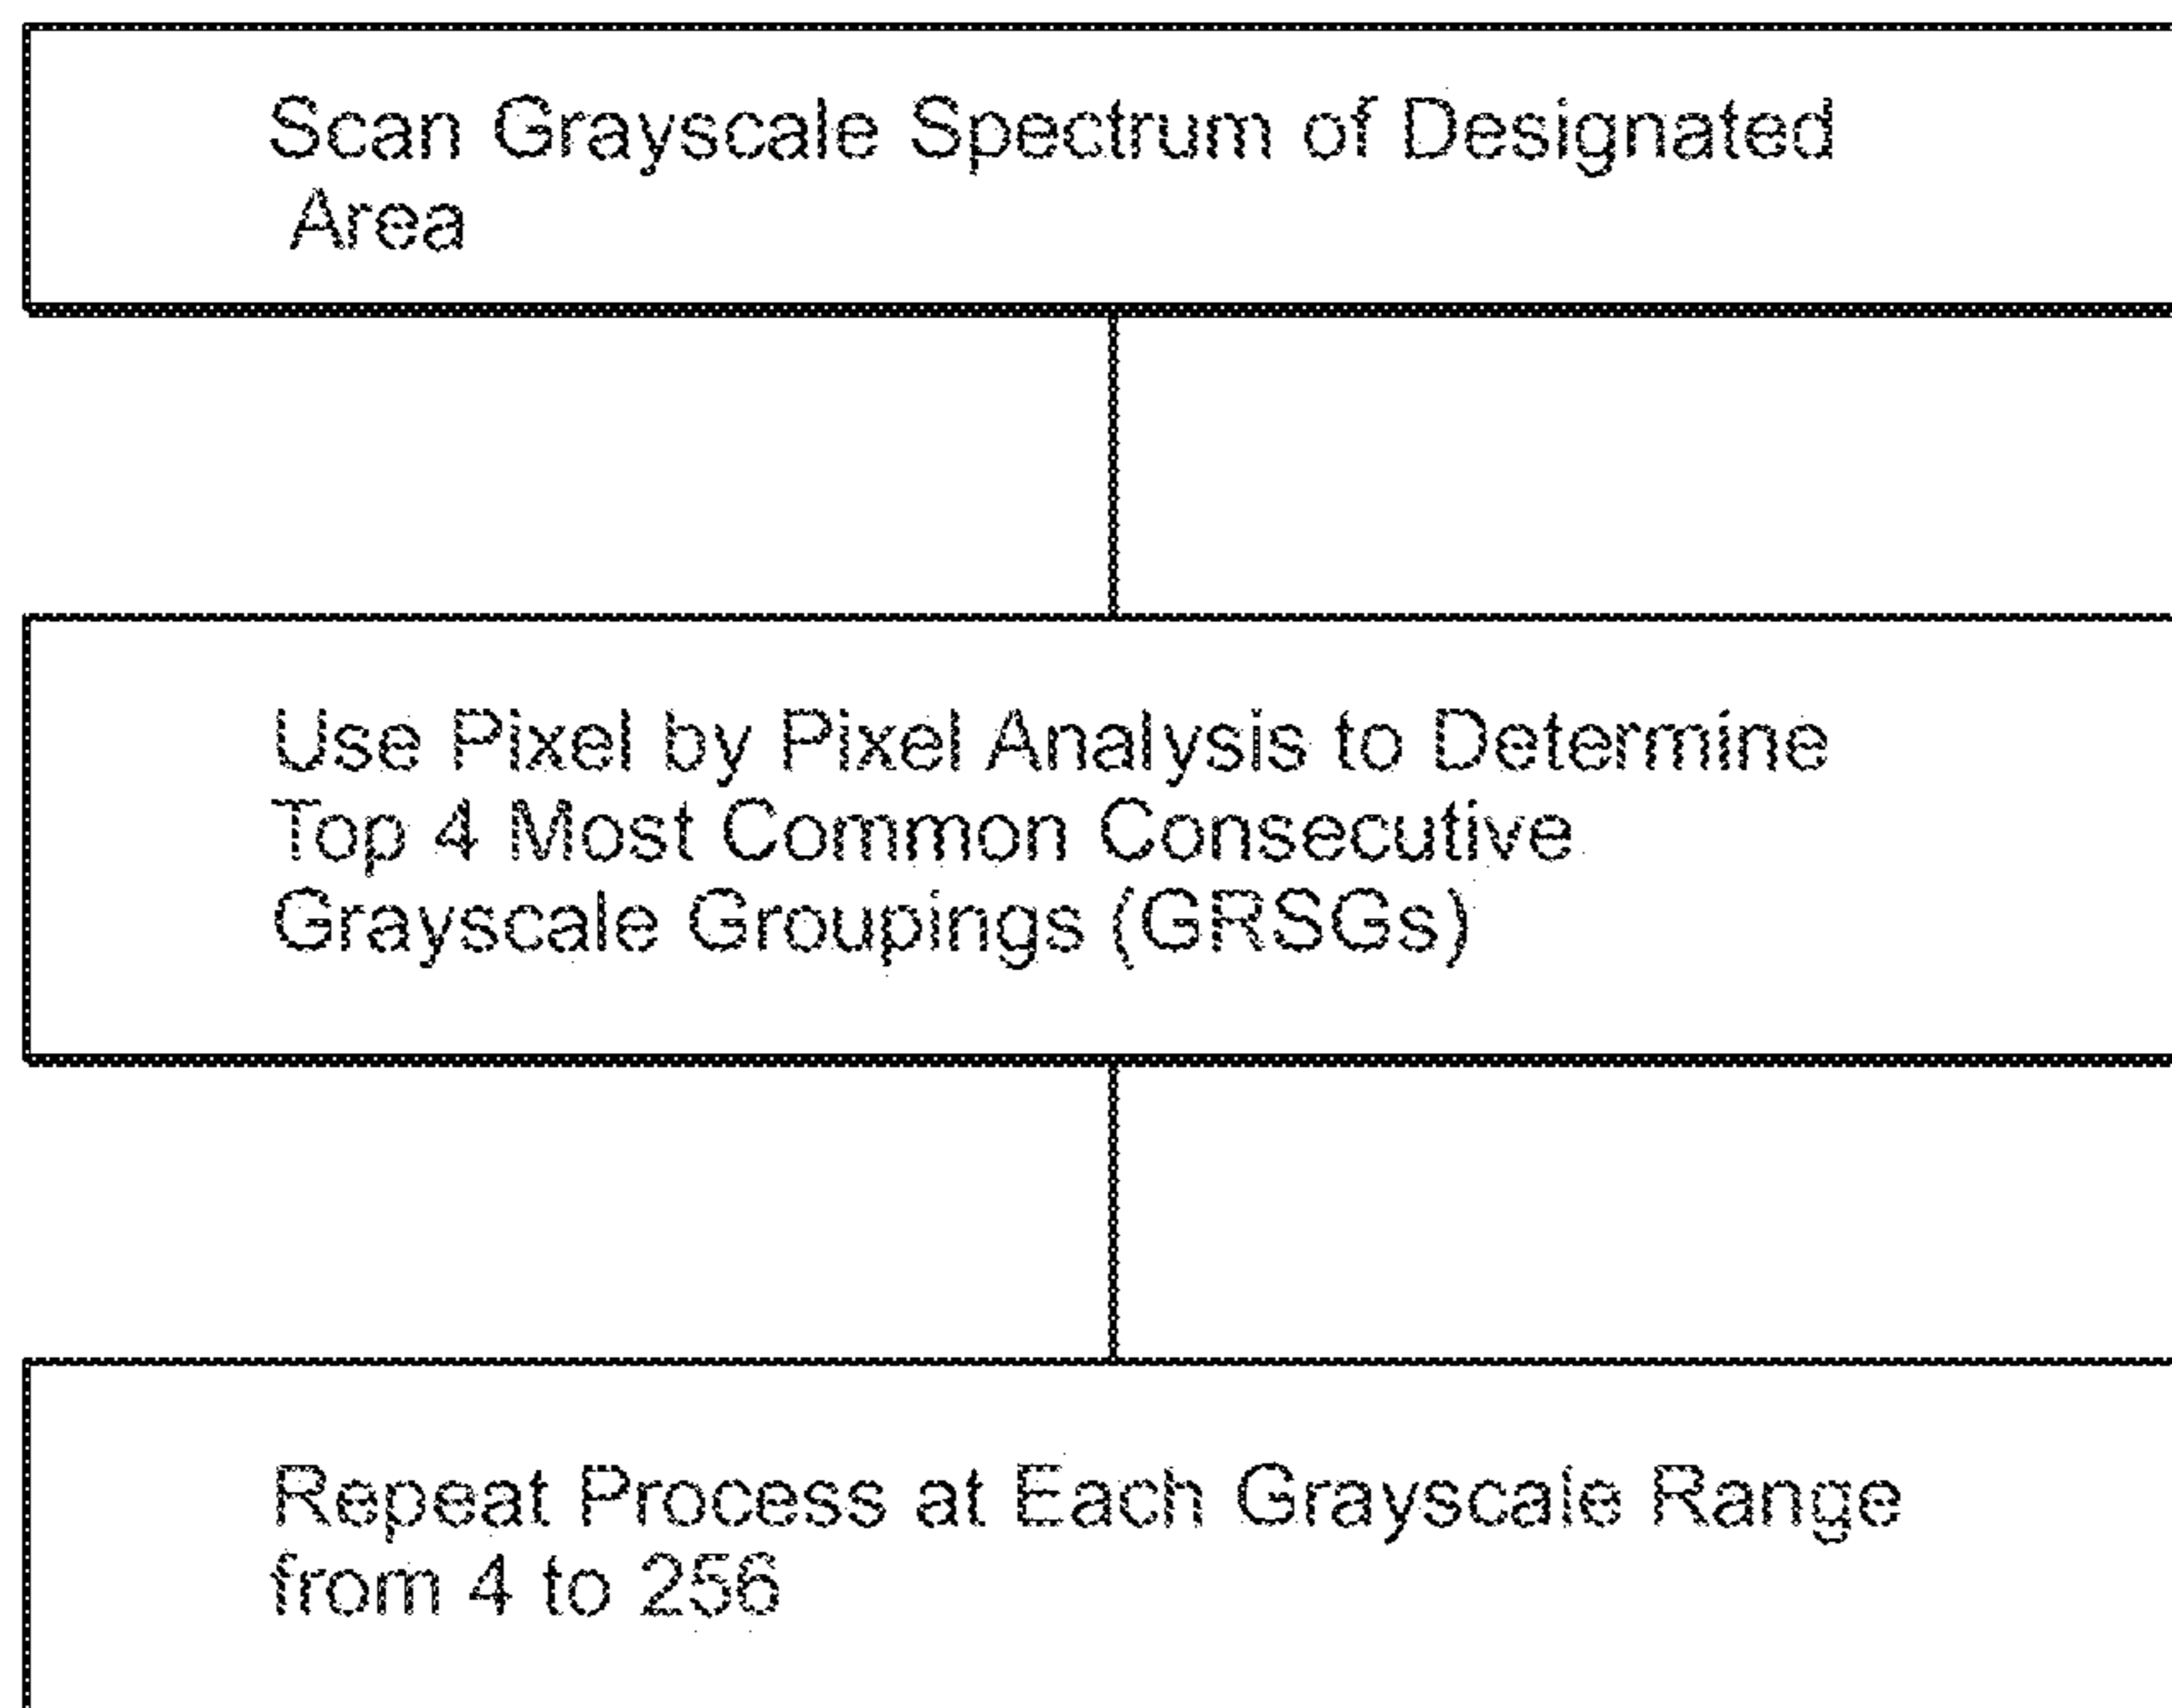 Scan Grayscale Spectrum of Designated
Area
Use Pixel by Pixel Analysis to Determine
Top 4 Most Common Consecutive
Grayscale Groupings (GRSGs)
Repeat Process at Each Grayscale Range
from 4 to 256